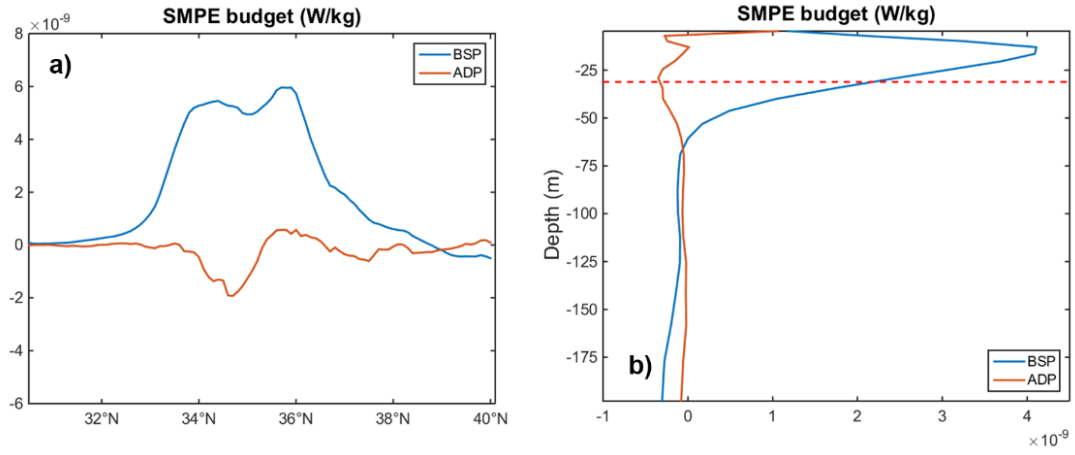 SMPE budget (W/kg)
×10⁻⁹
8
6
4
2
0
-2
-4
-6
32°N 34°N 36°N 38°N 40°N
a)
BSP
ADP
SMPE budget (W/kg)
Depth (m)
-25
-50
-75
-100
-125
-150
-175
-1 0 1 2 3 4
×10⁻⁹
b)
BSP
ADP